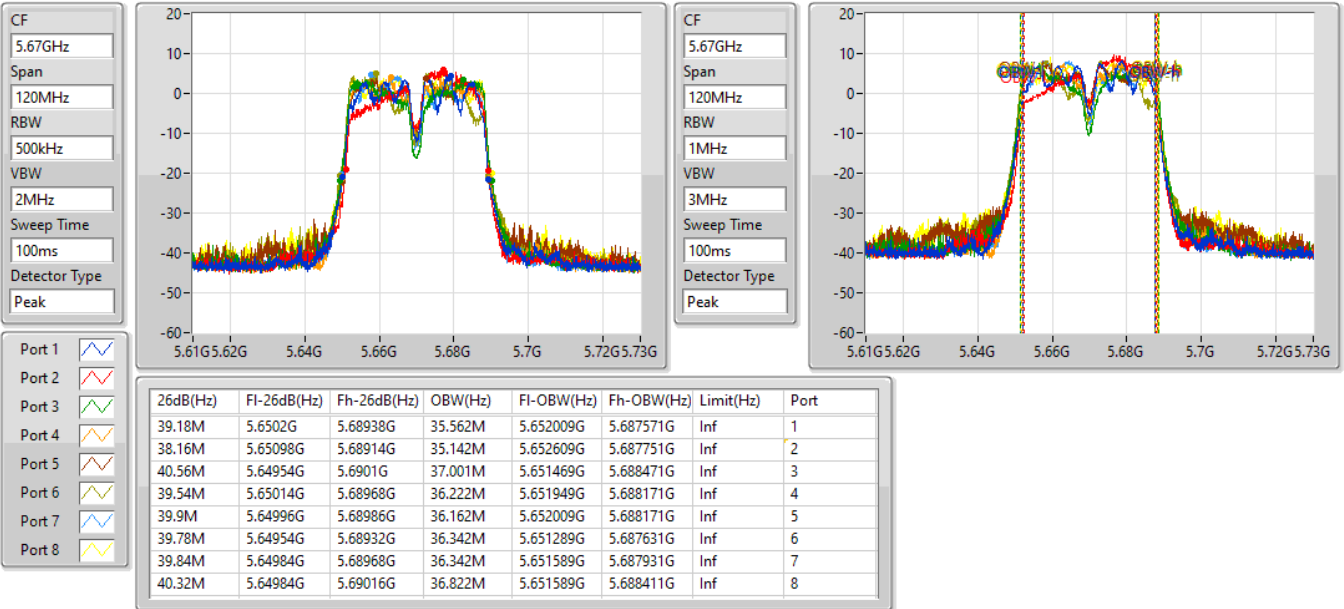 CF
5.67GHz
Span
120MHz
RBW
500kHz
VBW
2MHz
Sweep Time
100ms
Detector Type
Peak
20
10
0
-10
-20
-30
-40
-50
-60
5.61G 5.62G 5.64G 5.66G 5.68G 5.7G 5.72G 5.73G
CF
5.67GHz
Span
120MHz
RBW
1MHz
VBW
3MHz
Sweep Time
100ms
Detector Type
Peak
20
10
0
-10
-20
-30
-40
-50
-60
OBW-h
5.61G 5.62G 5.64G 5.66G 5.68G 5.7G 5.72G 5.73G
Port 1
Port 2
Port 3
Port 4
Port 5
Port 6
Port 7
Port 8
26dB(Hz) Fl-26dB(Hz) Fh-26dB(Hz) OBW(Hz) Fl-OBW(Hz) Fh-OBW(Hz) Limit(Hz) Port
39.18M 5.6502G 5.68938G 35.562M 5.652009G 5.687571G Inf 1
38.16M 5.65098G 5.68914G 35.142M 5.652609G 5.687751G Inf 2
40.56M 5.64954G 5.6901G 37.001M 5.651469G 5.688471G Inf 3
39.54M 5.65014G 5.68968G 36.222M 5.651949G 5.688171G Inf 4
39.9M 5.64996G 5.68986G 36.162M 5.652009G 5.688171G Inf 5
39.78M 5.64954G 5.68932G 36.342M 5.651289G 5.687631G Inf 6
39.84M 5.64984G 5.68968G 36.342M 5.651589G 5.687931G Inf 7
40.32M 5.64984G 5.69016G 36.822M 5.651589G 5.688411G Inf 8